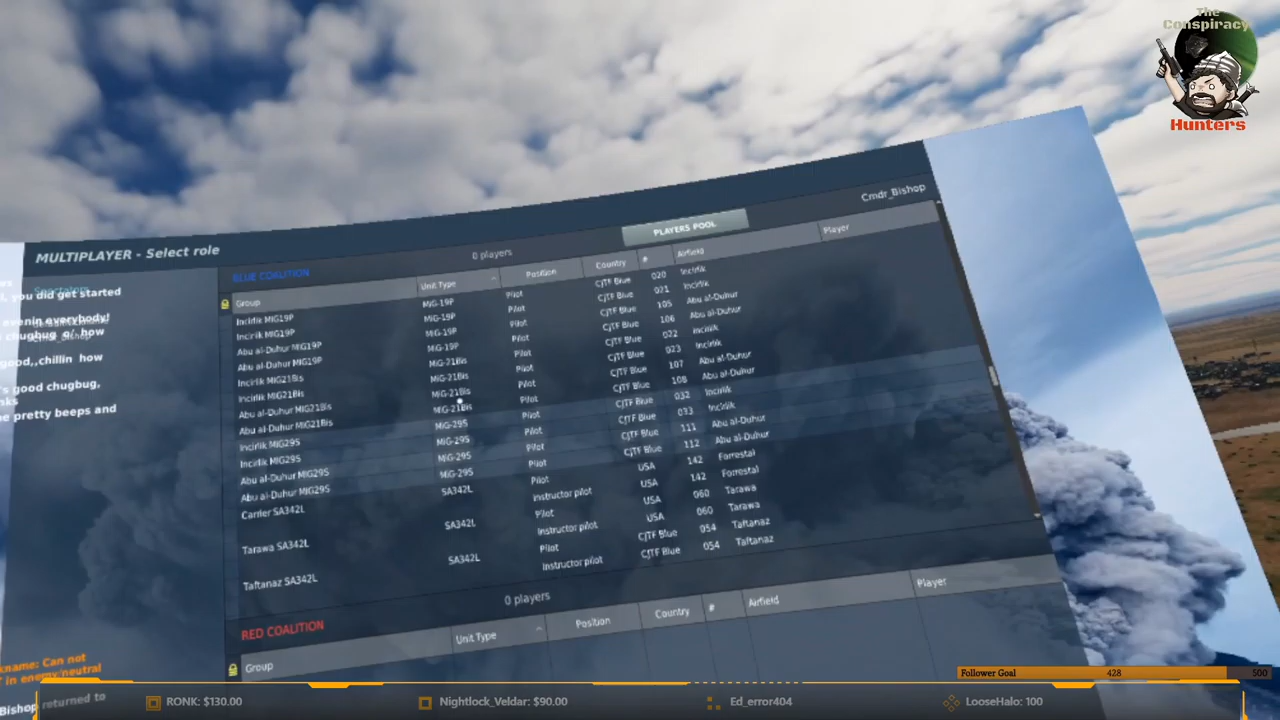 The
Conspiracy
Hunters
MULTIPLAYER - Select role
0 players
PLAYERS POOL
Cmdr_Bishop
BLUE COALITION
Group Unit Type Position Country # Airfield Player
Incirlik MIG19P MiG-19P Pilot CJTF Blue 020 Incirlik
Incirlik MIG19P MiG-19P Pilot CJTF Blue 021 Incirlik
Abu al-Duhur MIG19P MiG-19P Pilot CJTF Blue 105 Abu al-Duhur
Abu al-Duhur MIG19P MiG-19P Pilot CJTF Blue 106 Abu al-Duhur
Incirlik MIG21Bis MiG-21Bis Pilot CJTF Blue 022 Incirlik
Incirlik MIG21Bis MiG-21Bis Pilot CJTF Blue 023 Incirlik
Abu al-Duhur MIG21Bis MiG-21Bis Pilot CJTF Blue 107 Abu al-Duhur
Abu al-Duhur MIG21Bis MiG-21Bis Pilot CJTF Blue 108 Abu al-Duhur
Incirlik MIG29S MiG-29S Pilot CJTF Blue 032 Incirlik
Incirlik MIG29S MiG-29S Pilot CJTF Blue 033 Incirlik
Abu al-Duhur MIG29S MiG-29S Pilot CJTF Blue 111 Abu al-Duhur
Abu al-Duhur MIG29S MiG-29S Pilot CJTF Blue 112 Abu al-Duhur
Carrier SA342L SA342L Pilot USA 142 Forrestal
Instructor pilot USA 142 Forrestal
Tarawa SA342L SA342L Pilot USA 060 Tarawa
Instructor pilot USA 060 Tarawa
Taftanaz SA342L SA342L Pilot CJTF Blue 054 Taftanaz
Instructor pilot CJTF Blue 054 Taftanaz
0 players
RED COALITION
Group Unit Type Position Country # Airfield Player
you did get started
evenin everybody!
chugbug o/ how
good,,chillin how
's good chugbug,
pretty beeps and
kname: Can not
in enemy/neutral
Bishop returned to
Follower Goal 428 500
RONK: $130.00
Nightlock_Veldar: $90.00
Ed_error404
LooseHalo: 100